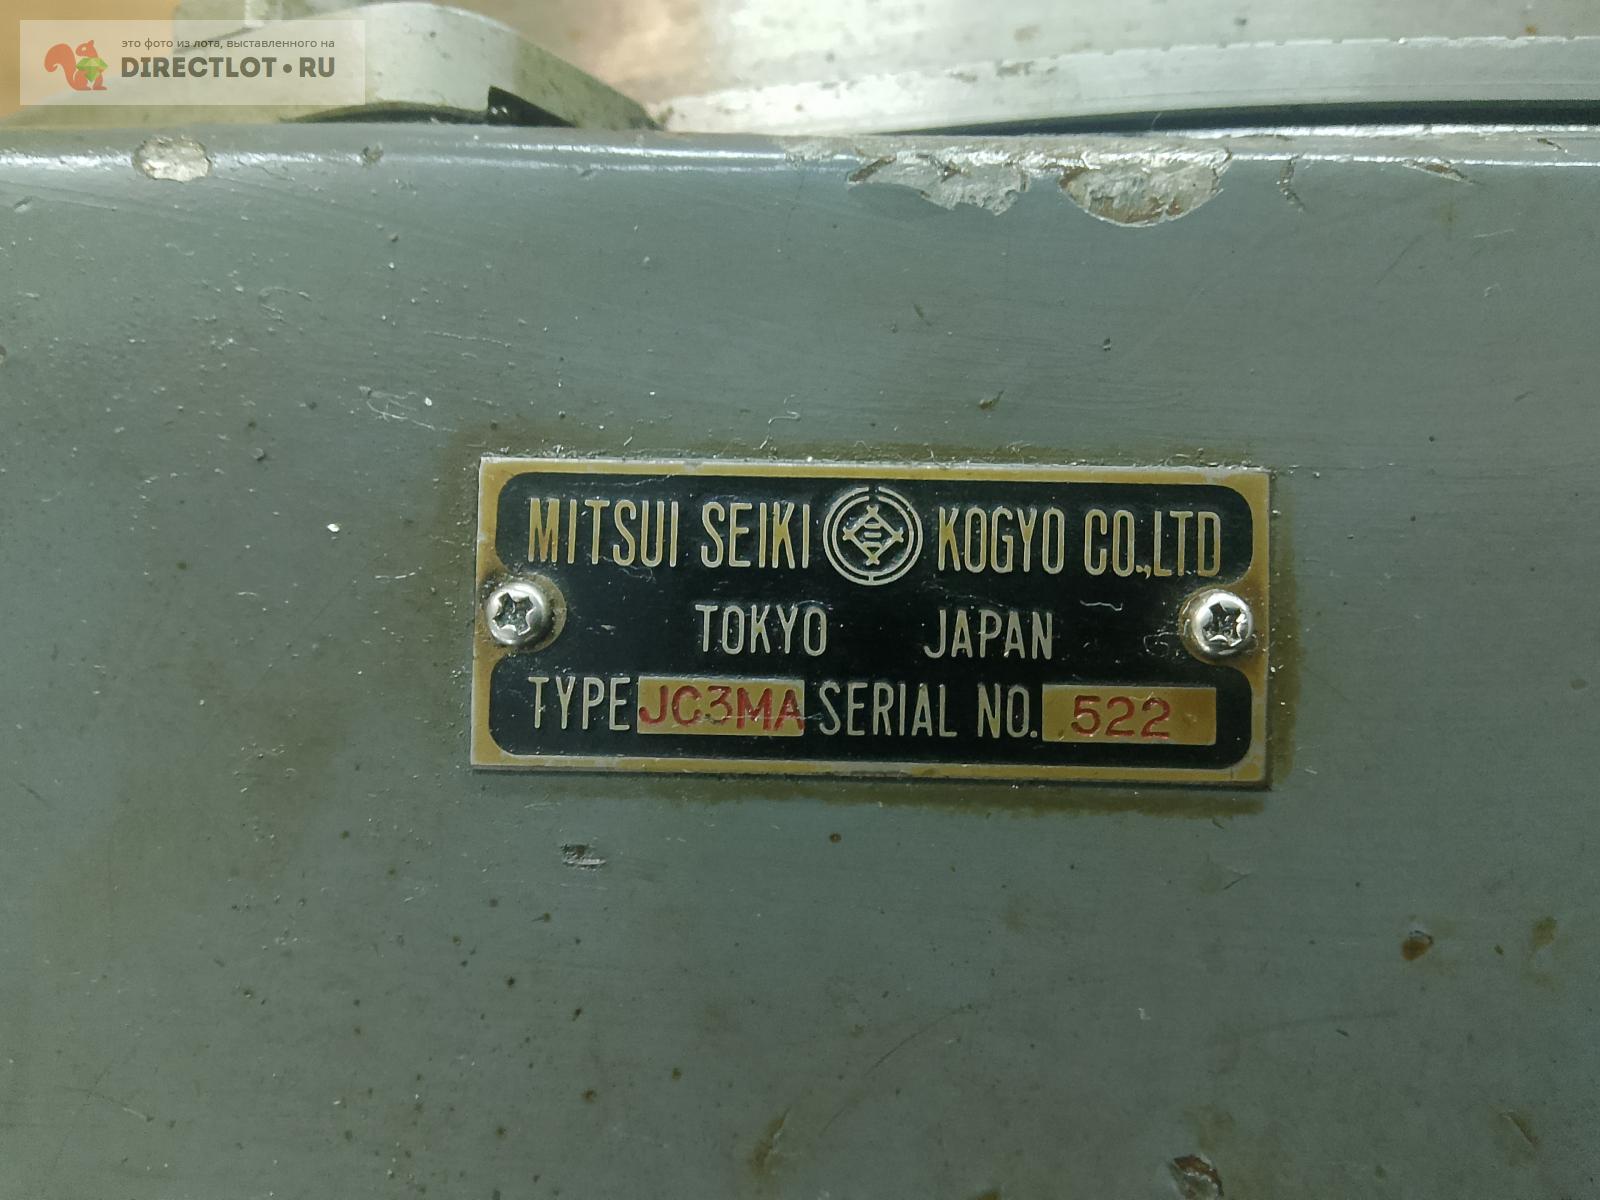 это фото из лота, выставленного на
DIRECTLOT•RU
MITSUI SEIKI KOGYO CO.,LTD
TOKYO JAPAN
TYPE JC3MA SERIAL NO. 522